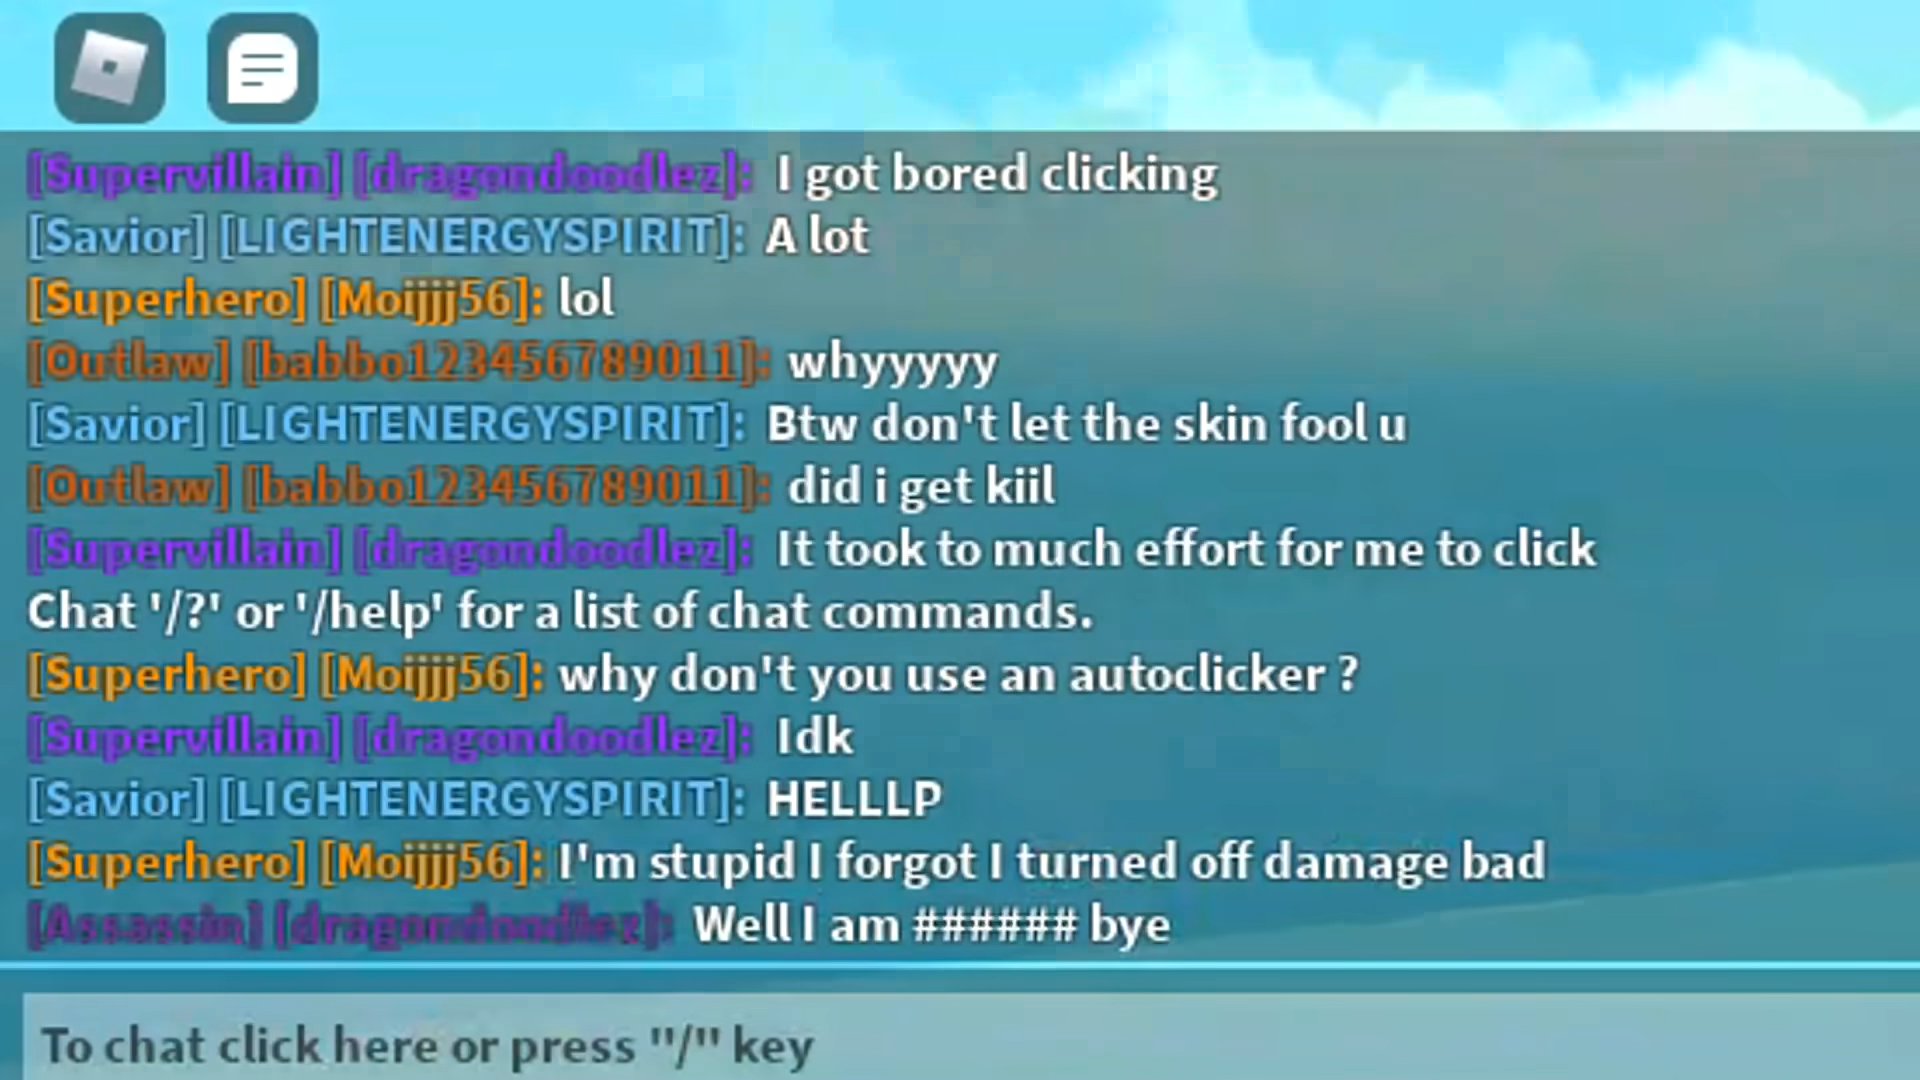 [Supervillain] [dragondoodlez]: I got bored clicking
[Savior] [LIGHTENERGYSPIRIT]: A lot
[Superhero] [Moijjj56]: lol
[Outlaw] [babbo123456789011]: whyyyyy
[Savior] [LIGHTENERGYSPIRIT]: Btw don't let the skin fool u
[Outlaw] [babbo123456789011]: did i get kiil
[Supervillain] [dragondoodlez]: It took to much effort for me to click
Chat '/?' or '/help' for a list of chat commands.
[Superhero] [Moijjj56]: why don't you use an autoclicker ?
[Supervillain] [dragondoodlez]: Idk
[Savior] [LIGHTENERGYSPIRIT]: HELLLP
[Superhero] [Moijjj56]: I'm stupid I forgot I turned off damage bad
[Assassin] [dragondoodlez]: Well I am ###### bye
To chat click here or press "/" key